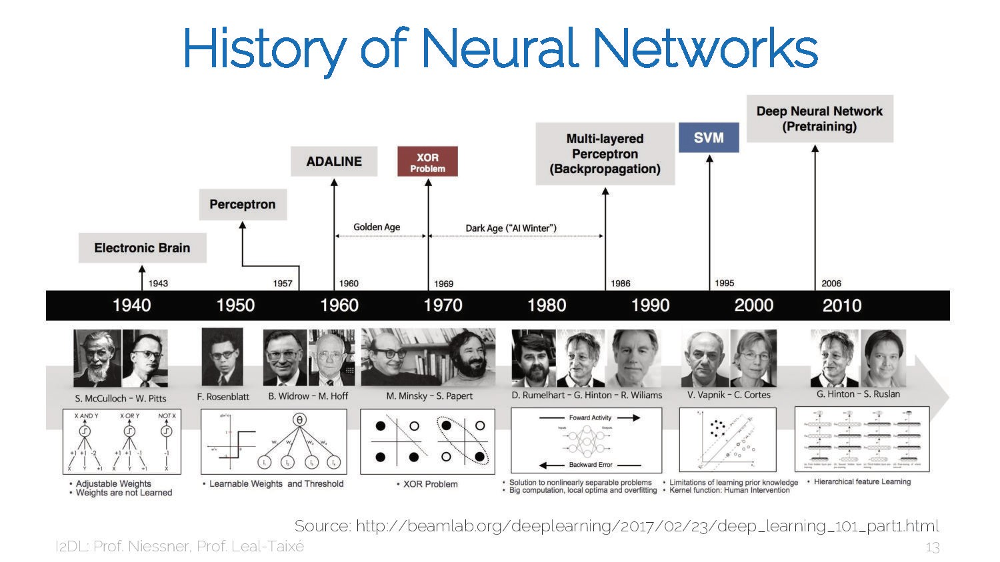 History of Neural Networks
Deep Neural Network
(Pretraining)
Multi-layered
Perceptron
(Backpropagation)
SVM
ADALINE
XOR
Problem
Perceptron
Golden Age
Dark Age ("AI Winter")
Electronic Brain
1943
1957
1960
1969
1986
1995
2006
1940
1950
1960
1970
1980
1990
2000
2010
S. McCulloch – W. Pitts
F. Rosenblatt
B. Widrow – M. Hoff
M. Minsky – S. Papert
D. Rumelhart – G. Hinton – R. Wiliams
V. Vapnik – C. Cortes
G. Hinton – S. Ruslan
X AND Y
X OR Y
NOT X
+1 +1 -2
+1 +1 -1
-1
X Y +1
X Y +1
X
θ
Foward Activity
Inputs
Outputs
Backward Error
• Adjustable Weights
• Weights are not Learned
• Learnable Weights and Threshold
• XOR Problem
• Solution to nonlinearly separable problems
• Big computation, local optima and overfitting
• Limitations of learning prior knowledge
• Kernel function: Human Intervention
• Hierarchical feature Learning
Source: http://beamlab.org/deeplearning/2017/02/23/deep_learning_101_part1.html
I2DL: Prof. Niessner, Prof. Leal-Taixé
13